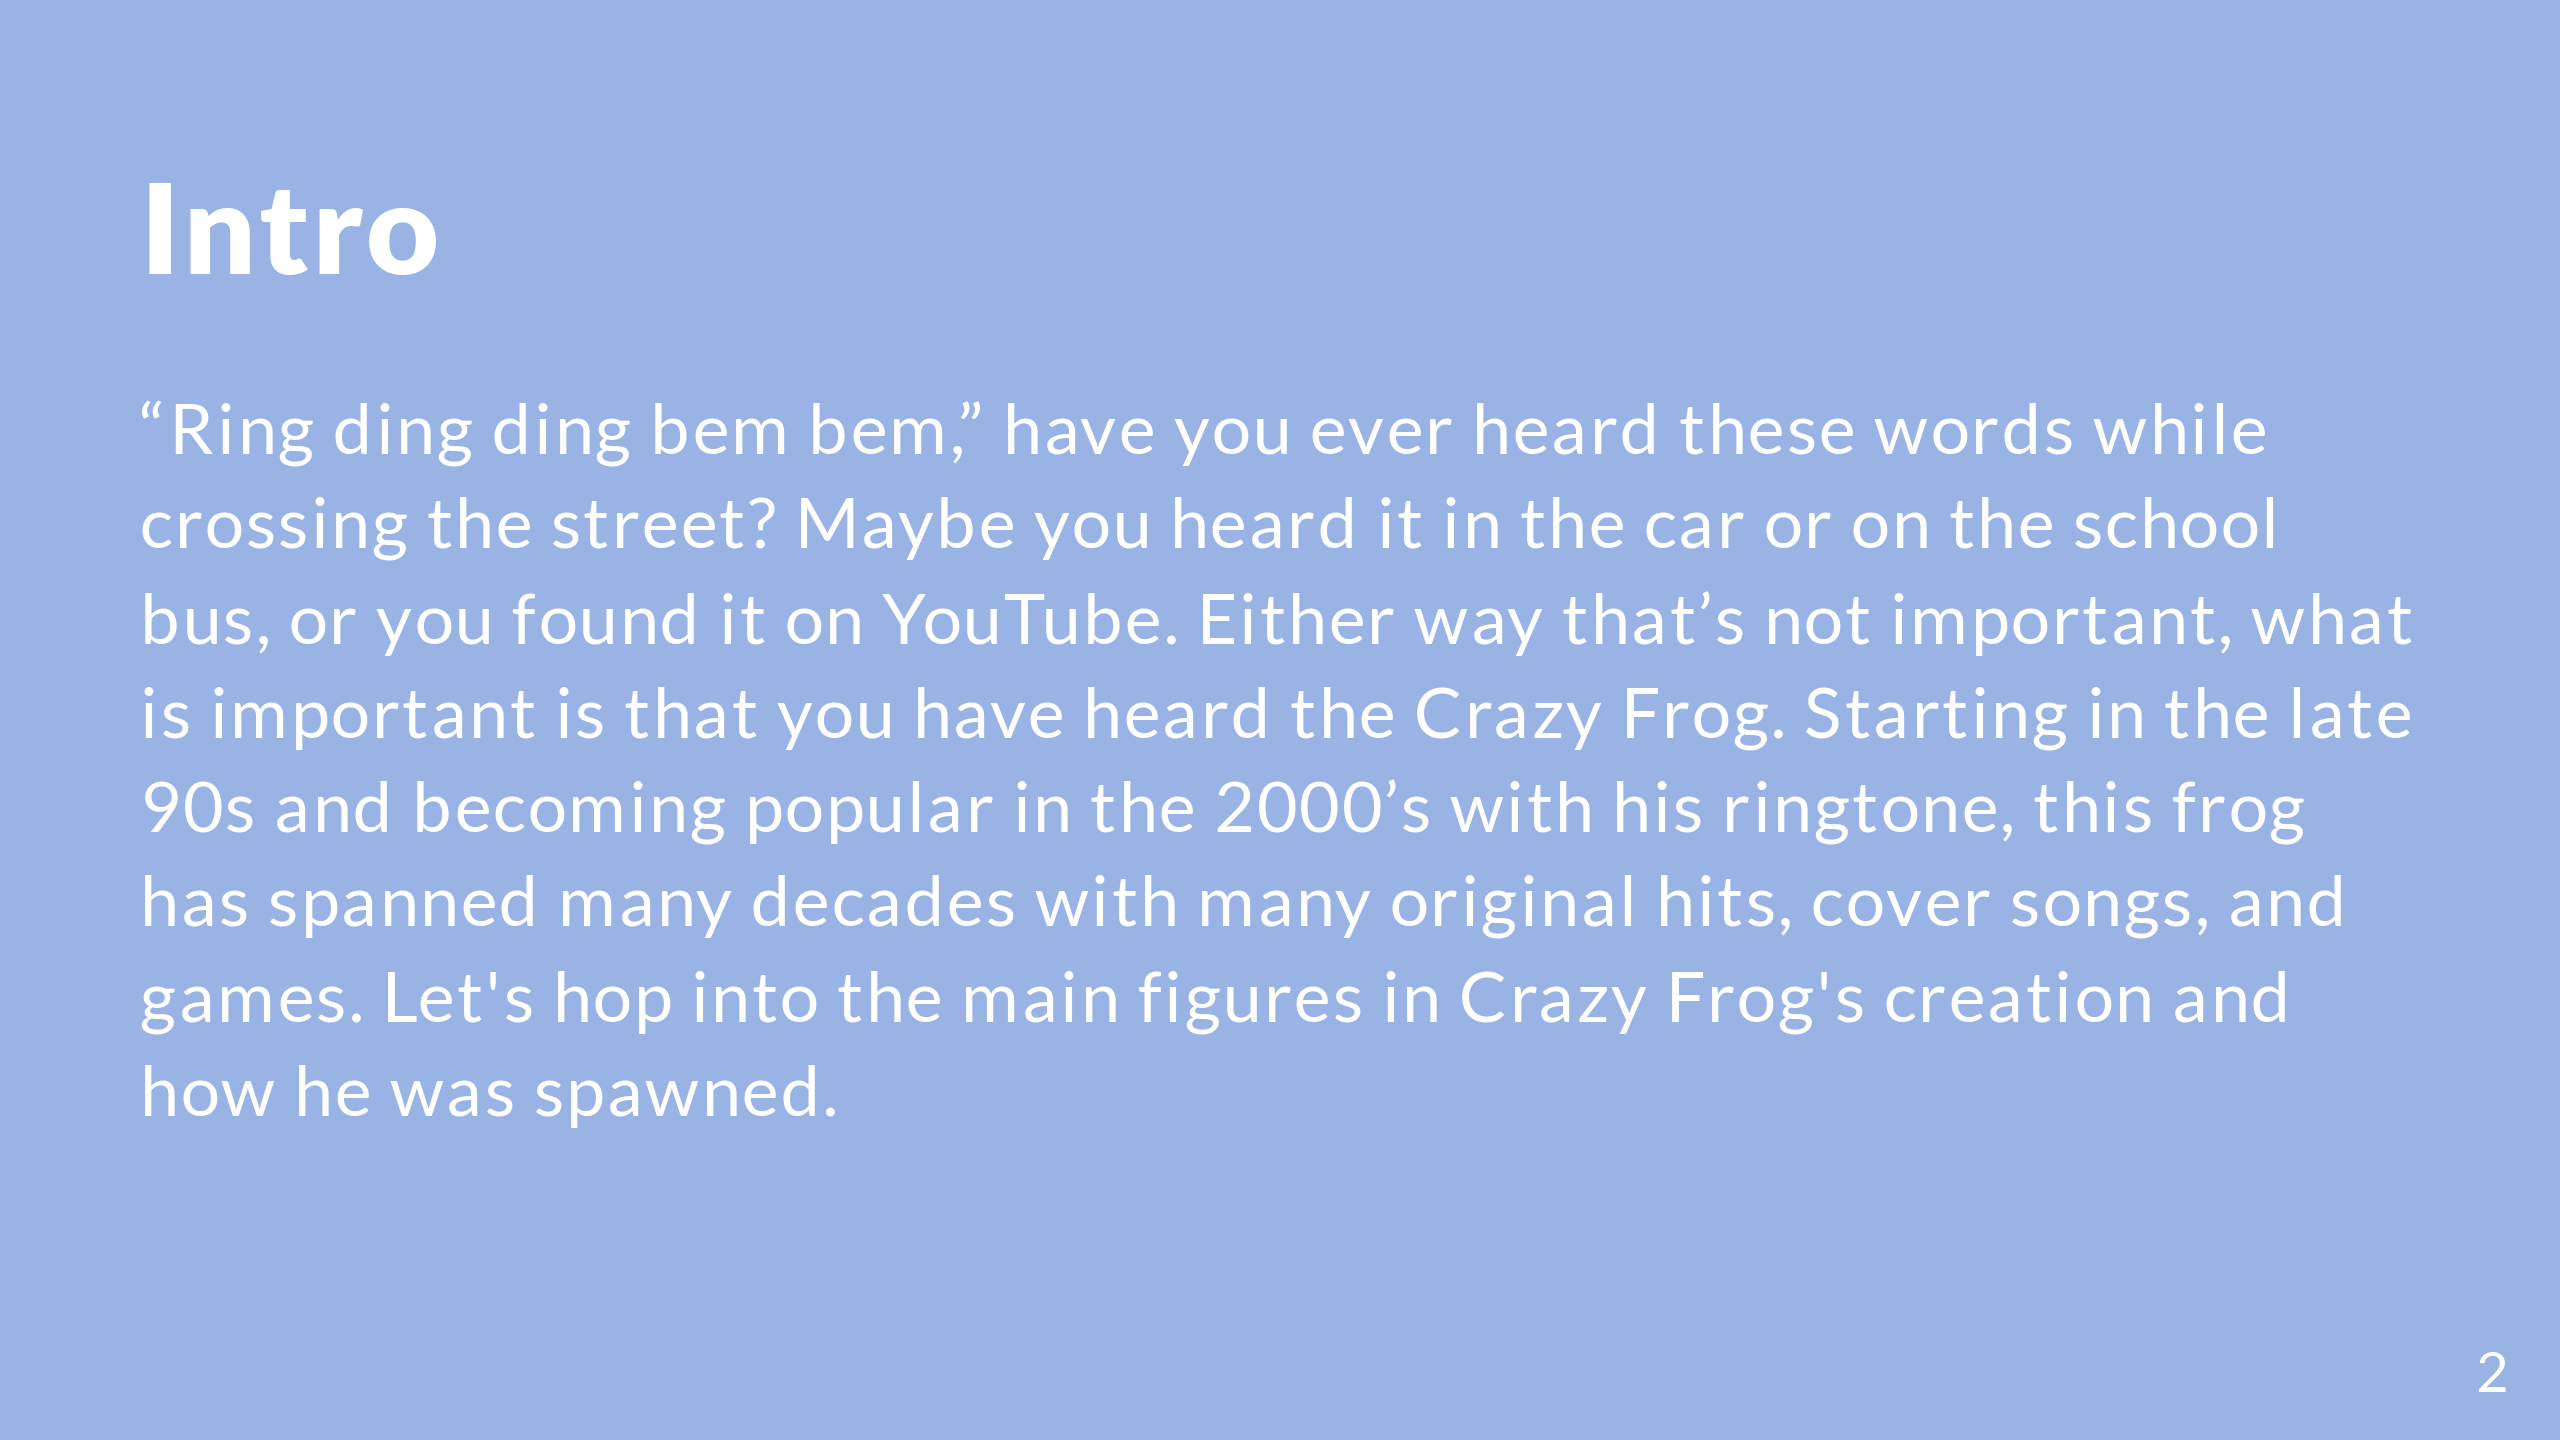 Intro
“Ring ding ding bem bem,” have you ever heard these words while
crossing the street? Maybe you heard it in the car or on the school
bus, or you found it on YouTube. Either way that’s not important, what
is important is that you have heard the Crazy Frog. Starting in the late
90s and becoming popular in the 2000’s with his ringtone, this frog
has spanned many decades with many original hits, cover songs, and
games. Let's hop into the main figures in Crazy Frog's creation and
how he was spawned.
2